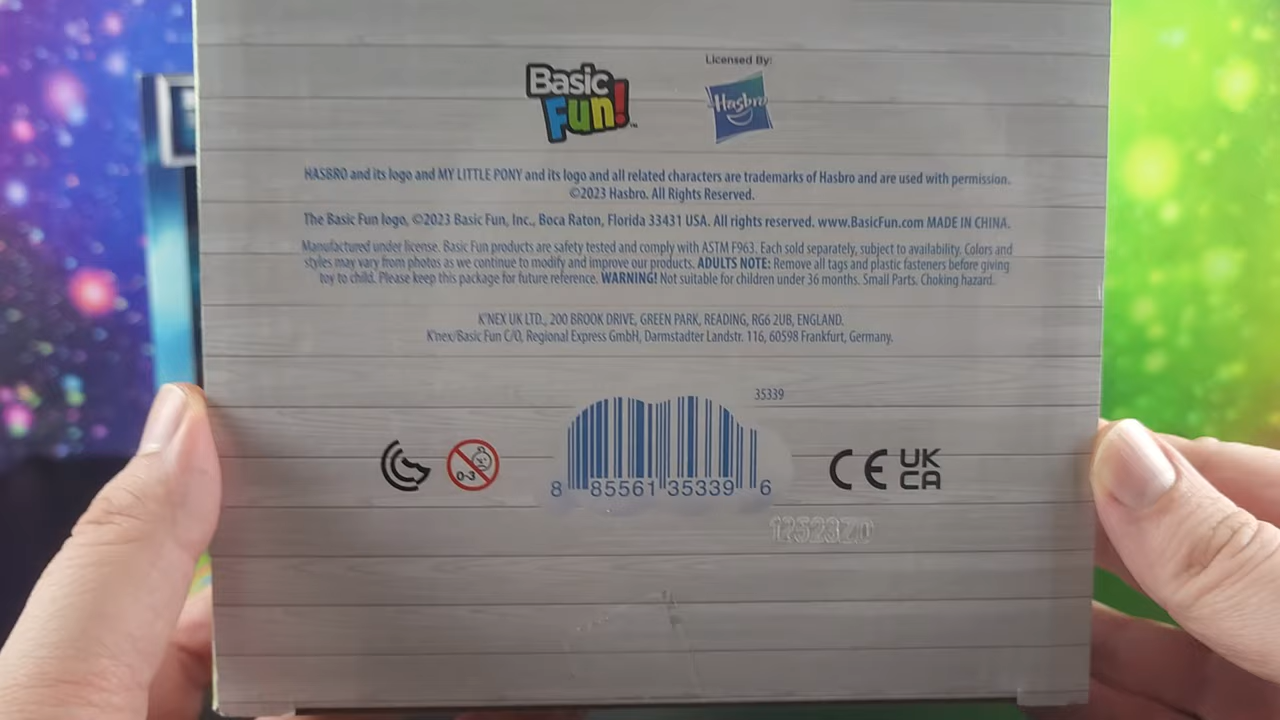 Basic
Fun!™
Licensed By:
Hasbro
HASBRO and its logo and MY LITTLE PONY and its logo and all related characters are trademarks of Hasbro and are used with permission.
©2023 Hasbro. All Rights Reserved.
The Basic Fun logo, ©2023 Basic Fun, Inc., Boca Raton, Florida 33431 USA. All rights reserved. www.BasicFun.com MADE IN CHINA.
Manufactured under license. Basic Fun products are safety tested and comply with ASTM F963. Each sold separately, subject to availability. Colors and
styles may vary from photos as we continue to modify and improve our products. ADULTS NOTE: Remove all tags and plastic fasteners before giving
toy to child. Please keep this package for future reference. WARNING! Not suitable for children under 36 months. Small Parts. Choking hazard.
K'NEX UK LTD., 200 BROOK DRIVE, GREEN PARK, READING, RG6 2UB, ENGLAND.
K'nex/Basic Fun C/O, Regional Express GmbH, Darmstadter Landstr. 116, 60598 Frankfurt, Germany.
35339
0-3
8 85561 35339 6
CE
UK
CA